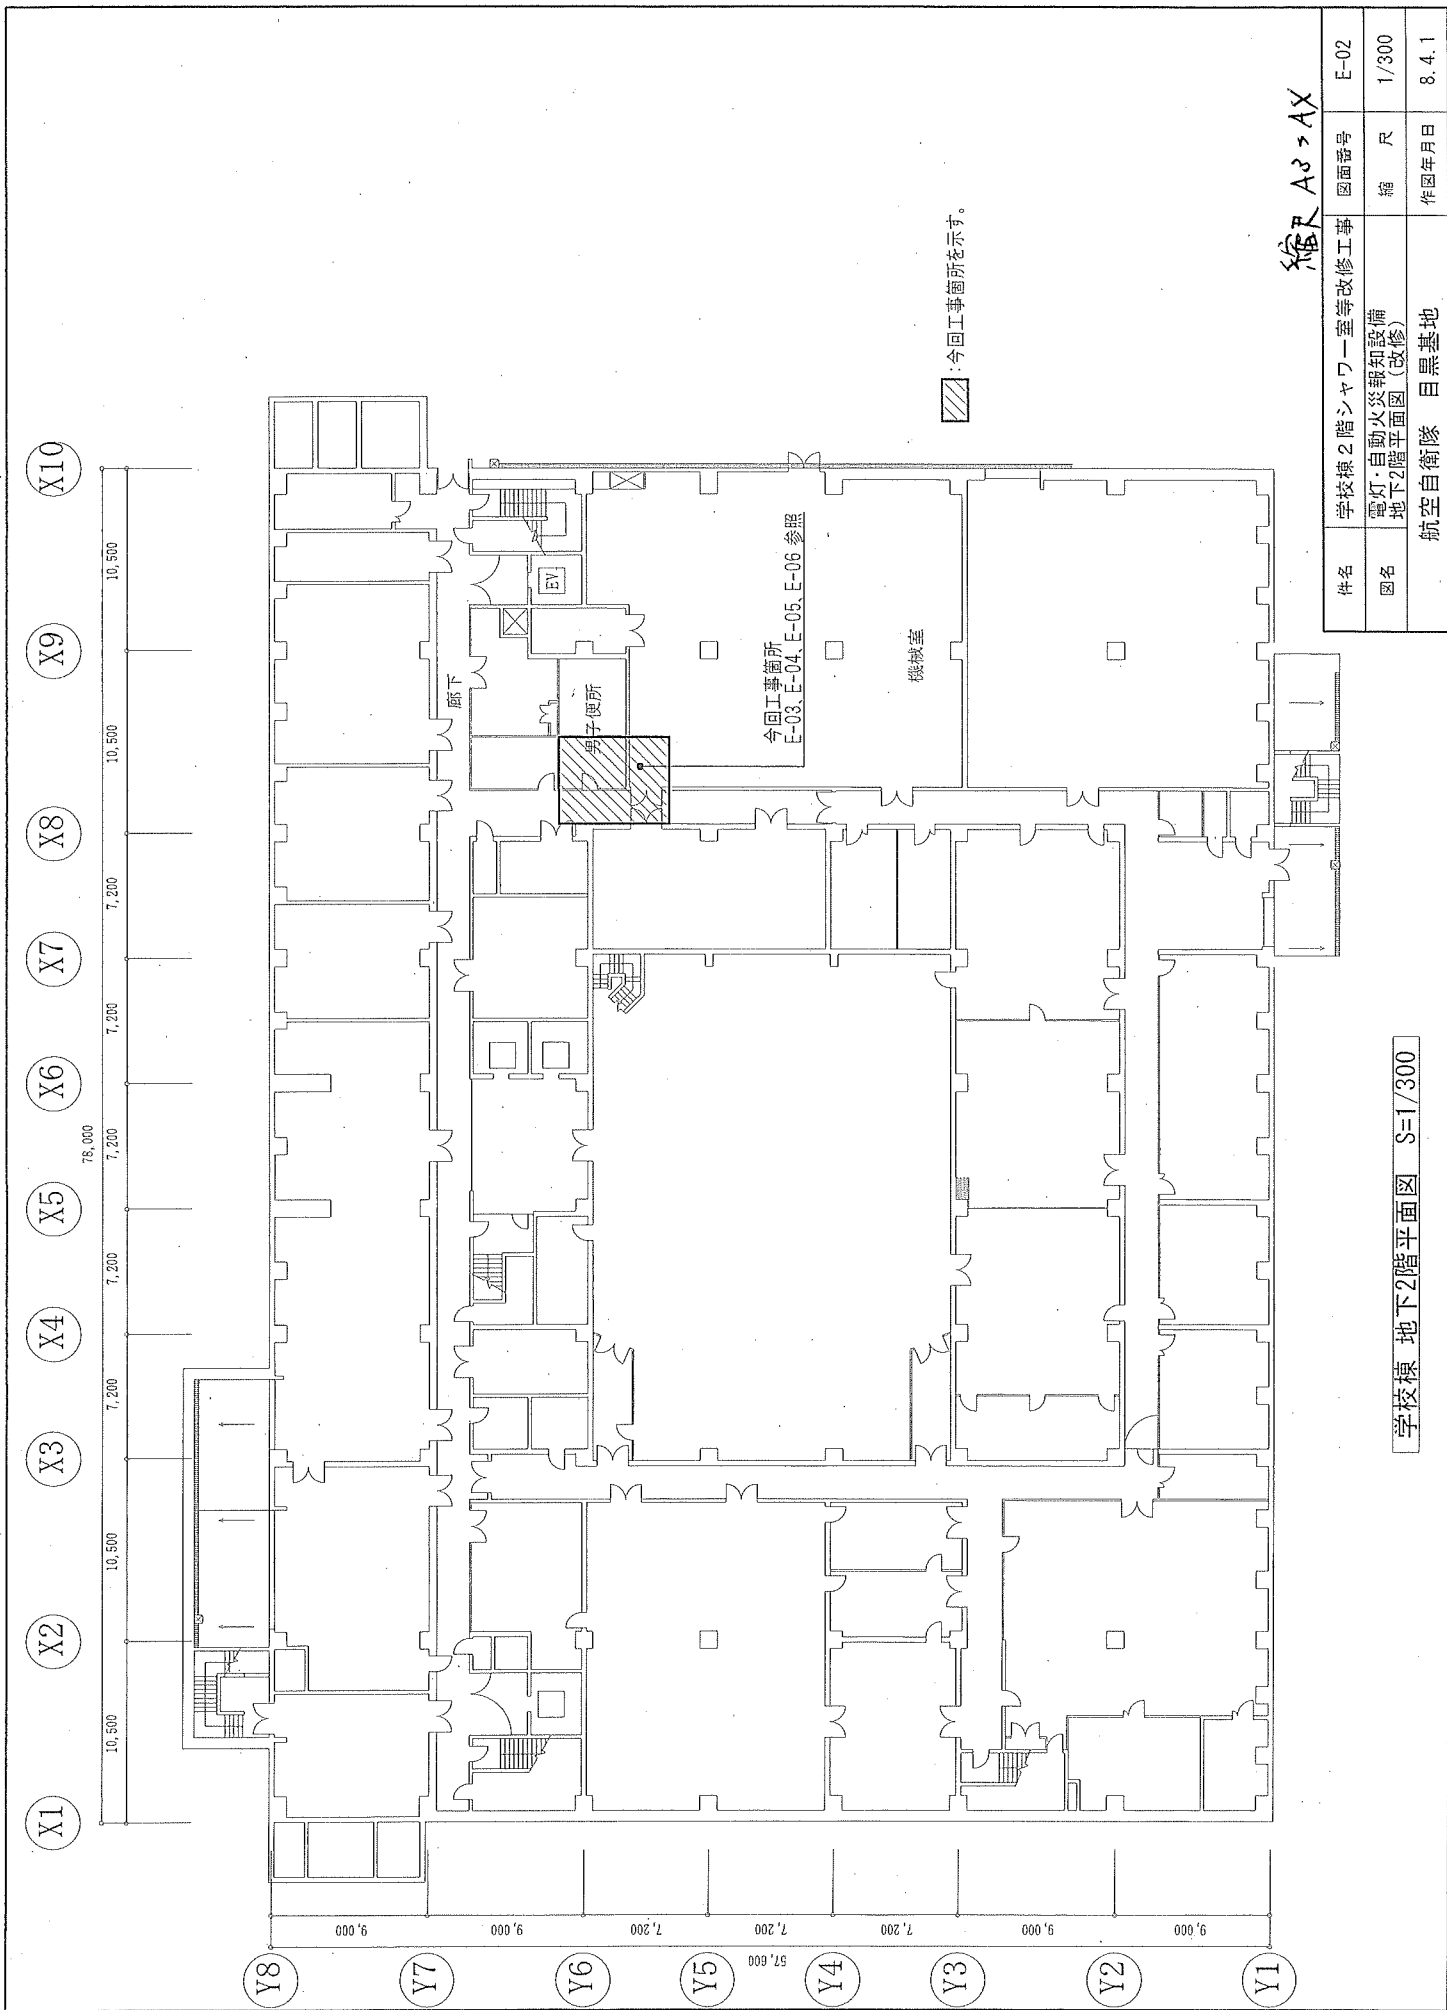 X1
X2
X3
X4
X5
X6
X7
X8
X9
X10
78,000
10,500
10,500
7,200
7,200
7,200
7,200
7,200
10,500
10,500
Y8
Y7
Y6
Y5
Y4
Y3
Y2
Y1
57,600
9,000
9,000
7,200
7,200
7,200
9,000
9,000
廊下
EV
男子便所
今回工事箇所
E-03、E-04、E-05、E-06 参照
機械室
:今回工事箇所を示す。
学校棟 地下2階平面図 S=1/300
縮尺 A3
件名 学校棟2階シャワー室等改修工事 図面番号 E-02
図名 電灯・自動火災報知設備
地下2階平面図(改修) 縮尺 1/300
航空自衛隊 目黒基地 作図年月日 8.4.1